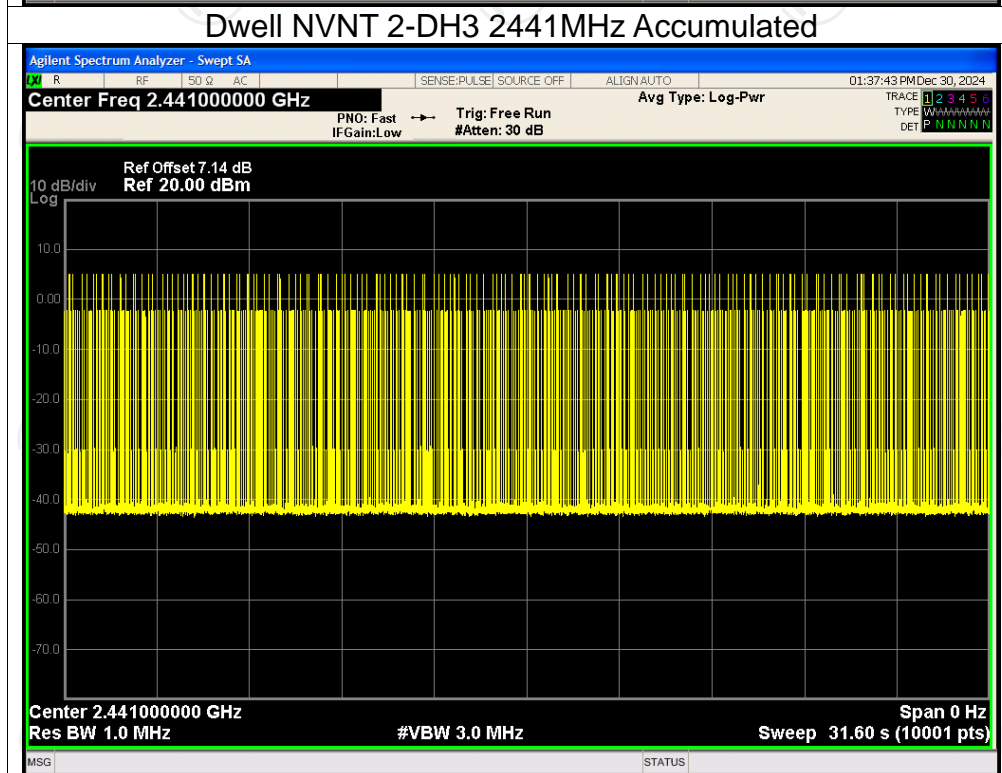 Dwell NVNT 2-DH3 2441MHz Accumulated
Agilent Spectrum Analyzer - Swept SA
LXI R RF 50 Ω AC SENSE:PULSE SOURCE OFF ALIGN AUTO 01:37:43 PM Dec 30, 2024
Center Freq 2.441000000 GHz Avg Type: Log-Pwr TRACE 1 2 3 4 5 6
PNO: Fast Trig: Free Run TYPE WWWWWW
IFGain:Low #Atten: 30 dB DET P N N N N N
Ref Offset 7.14 dB
10 dB/div Ref 20.00 dBm
Log
10.0
0.00
-10.0
-20.0
-30.0
-40.0
-50.0
-60.0
-70.0
Center 2.441000000 GHz Span 0 Hz
Res BW 1.0 MHz #VBW 3.0 MHz Sweep 31.60 s (10001 pts)
MSG STATUS